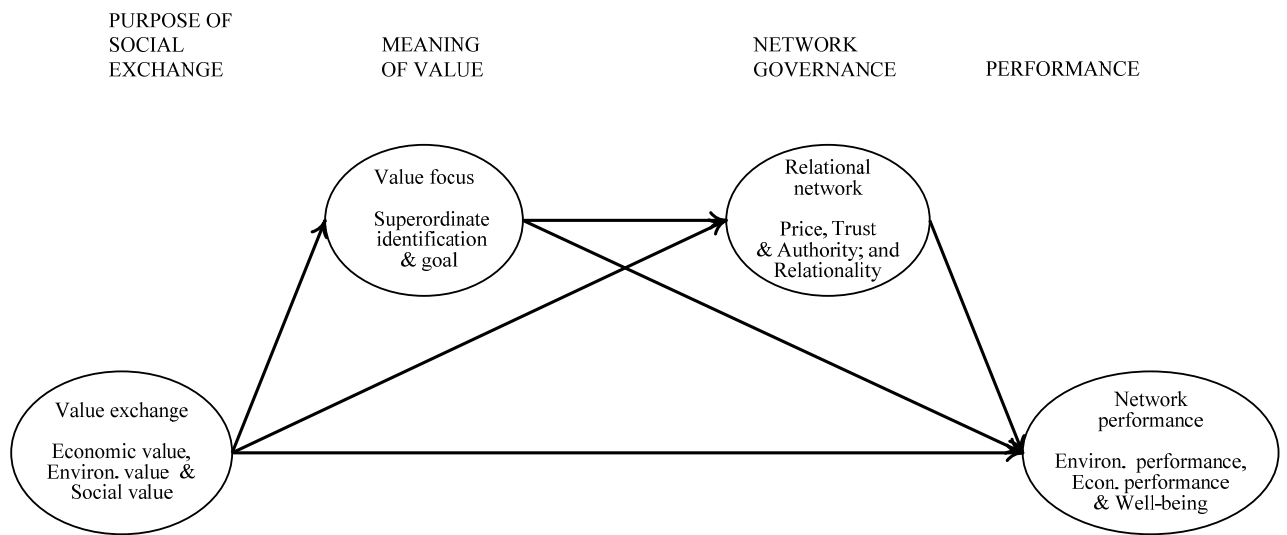 PURPOSE OF
SOCIAL
EXCHANGE
MEANING
OF VALUE
NETWORK
GOVERNANCE
PERFORMANCE
Value focus
Superordinate
identification
& goal
Relational
network
Price, Trust
& Authority; and
Relationality
Value exchange
Economic value,
Environ. value &
Social value
Network
performance
Environ. performance,
Econ. performance
& Well-being